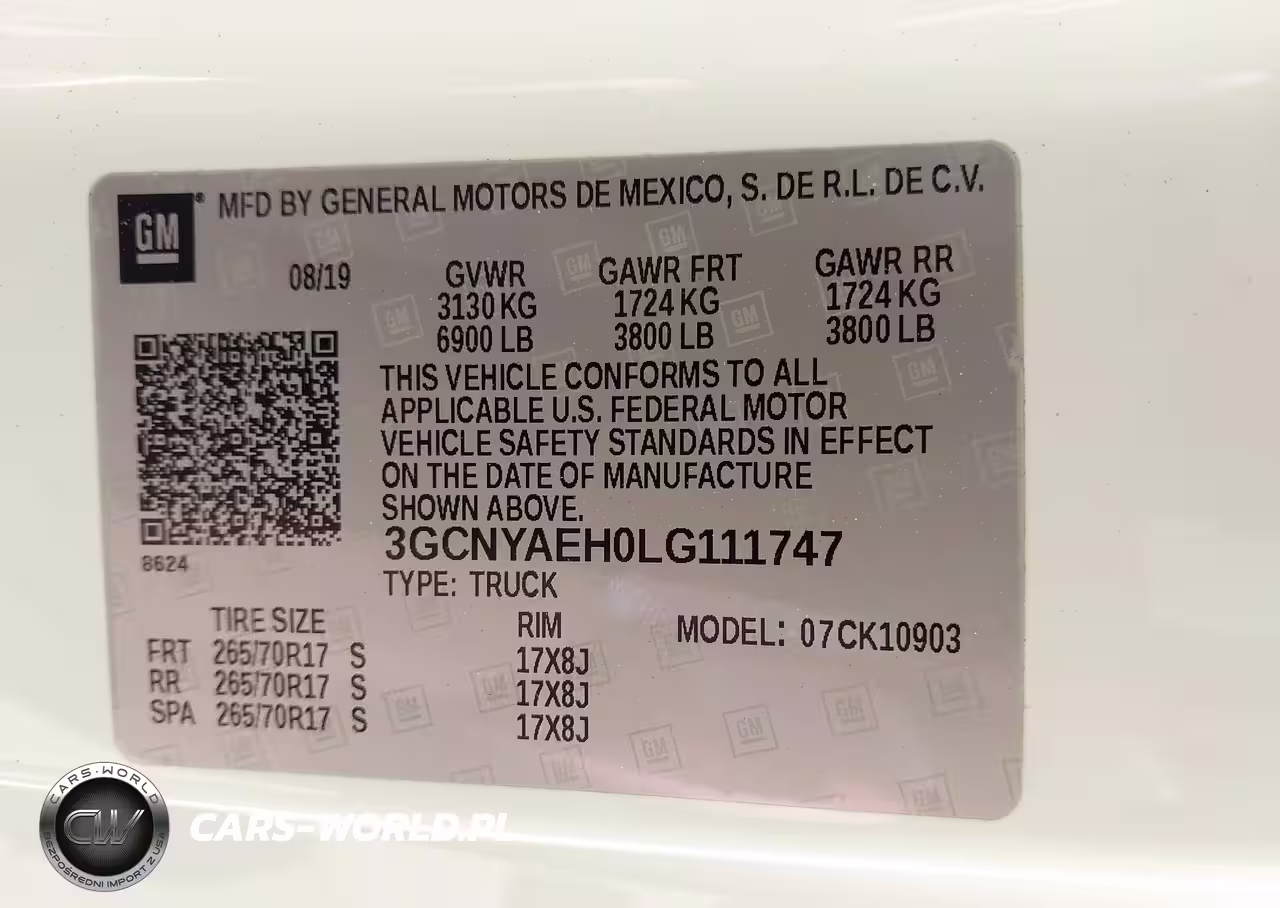 GM® MFD BY GENERAL MOTORS DE MEXICO, S. DE R.L. DE C.V.
08/19 GVWR GAWR FRT GAWR RR
3130 KG 1724 KG 1724 KG
6900 LB 3800 LB 3800 LB
THIS VEHICLE CONFORMS TO ALL
APPLICABLE U.S. FEDERAL MOTOR
VEHICLE SAFETY STANDARDS IN EFFECT
ON THE DATE OF MANUFACTURE
SHOWN ABOVE.
3GCNYAEH0LG111747
8624
TYPE: TRUCK
TIRE SIZE RIM MODEL: 07CK10903
FRT 265/70R17 S 17X8J
RR 265/70R17 S 17X8J
SPA 265/70R17 S 17X8J
CARS-WORLD
CW
BEZPOŚREDNI IMPORT Z USA
CARS-WORLD.PL